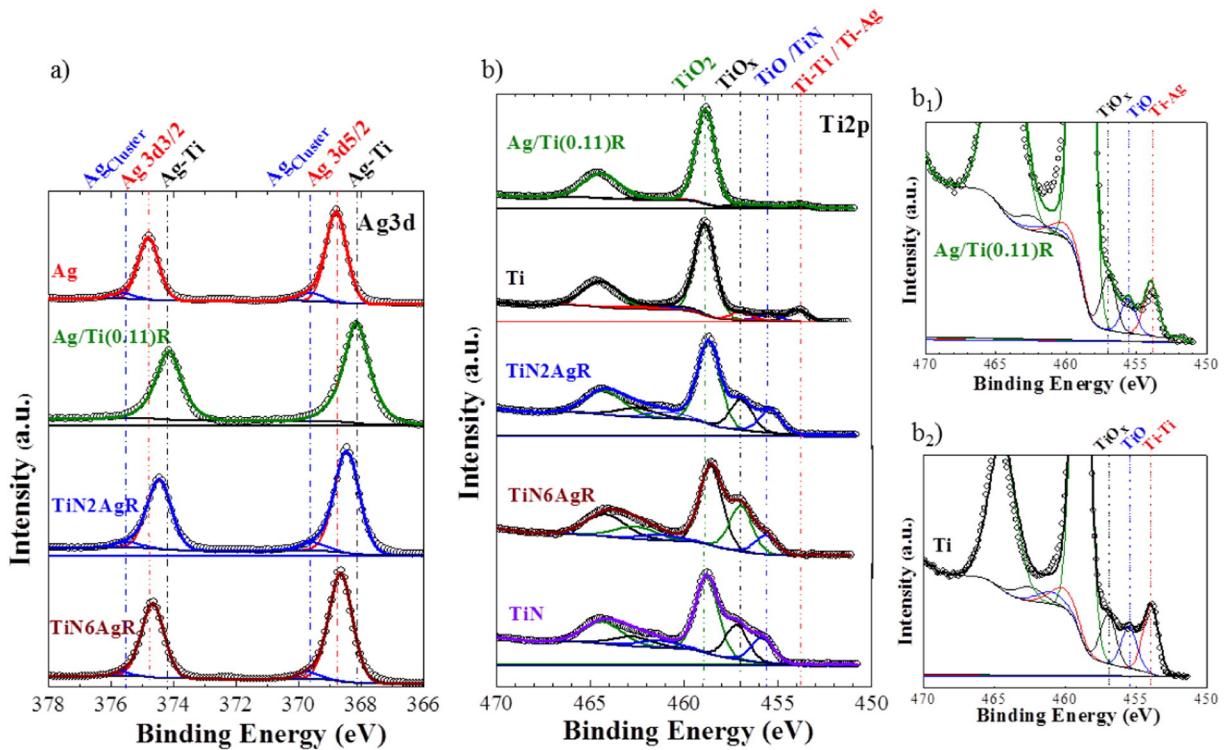 a)
Ag_Cluster
Ag 3d3/2
Ag-Ti
Ag_Cluster
Ag 3d5/2
Ag-Ti
Ag3d
Ag
Ag/Ti(0.11)R
TiN2AgR
TiN6AgR
Intensity (a.u.)
378 376 374 372 370 368 366
Binding Energy (eV)
b)
TiO₂
TiOₓ
TiO /TiN
Ti-Ti / Ti-Ag
Ti2p
Ag/Ti(0.11)R
Ti
TiN2AgR
TiN6AgR
TiN
Intensity (a.u.)
470 465 460 455 450
Binding Energy (eV)
b₁)
TiOₓ
TiO
Ti-Ag
Ag/Ti(0.11)R
Intensity (a.u.)
470 465 460 455 450
Binding Energy (eV)
b₂)
TiOₓ
TiO
Ti-Ti
Ti
Intensity (a.u.)
470 465 460 455 450
Binding Energy (eV)